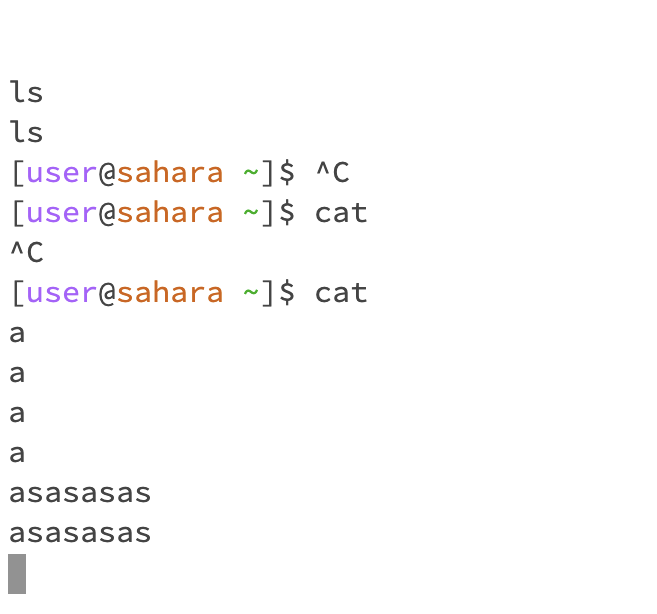 ls
ls
[user@sahara ~]$ ^C
[user@sahara ~]$ cat
^C
[user@sahara ~]$ cat
a
a
a
a
asasasas
asasasas